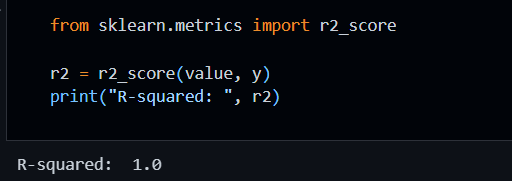 from sklearn.metrics import r2_score
r2 = r2_score(value, y)
print("R-squared: ", r2)
R-squared:  1.0